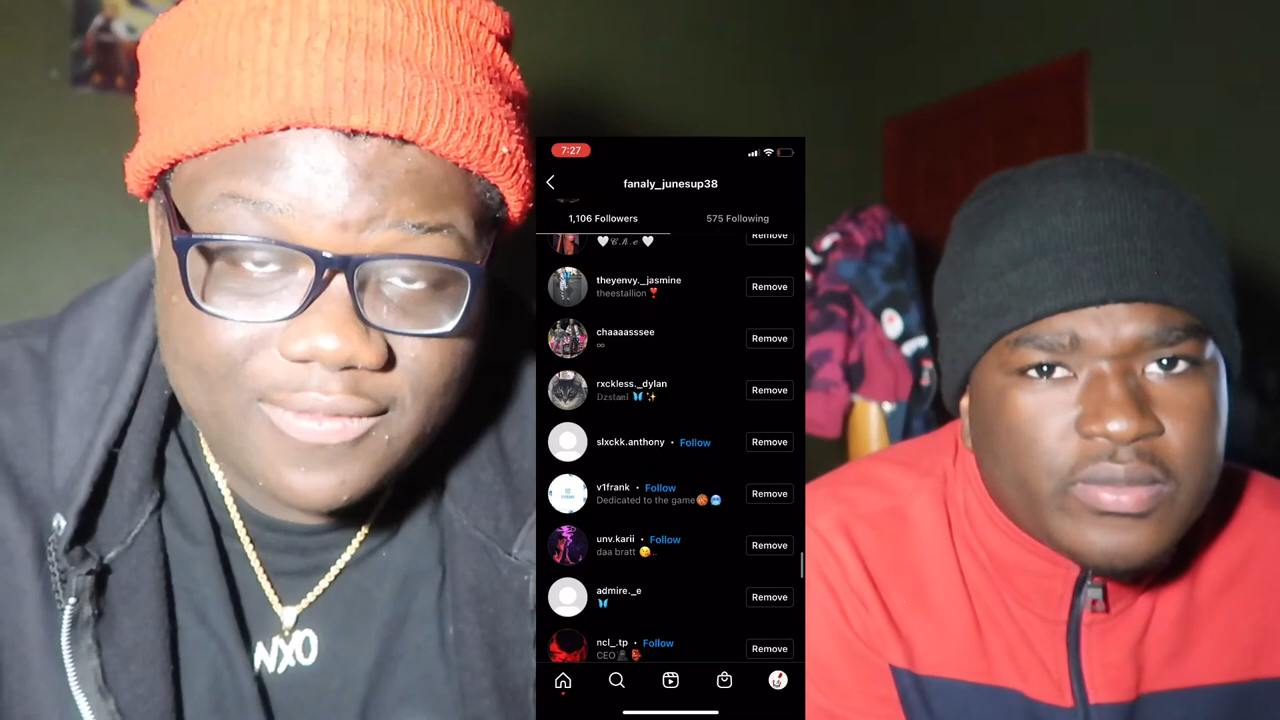 7:27
fanaly_junesup38
1,106 Followers
575 Following
🤍 𝒞.𝒽.𝑒 🤍
Remove
theyenvy._jasmine
theestallion ❣️
Remove
chaaaasssee
∞
Remove
rxckless._dylan
𝔻𝕫𝕤𝕥𝕒𝕞𝕚 🦋✨
Remove
slxckk.anthony • Follow
Remove
v1frank • Follow
Dedicated to the game🏀🥶
Remove
unv.karii • Follow
daa bratt 😘..
Remove
admire._e
🦋
Remove
ncl_.tp • Follow
CEO
Remove
NXO